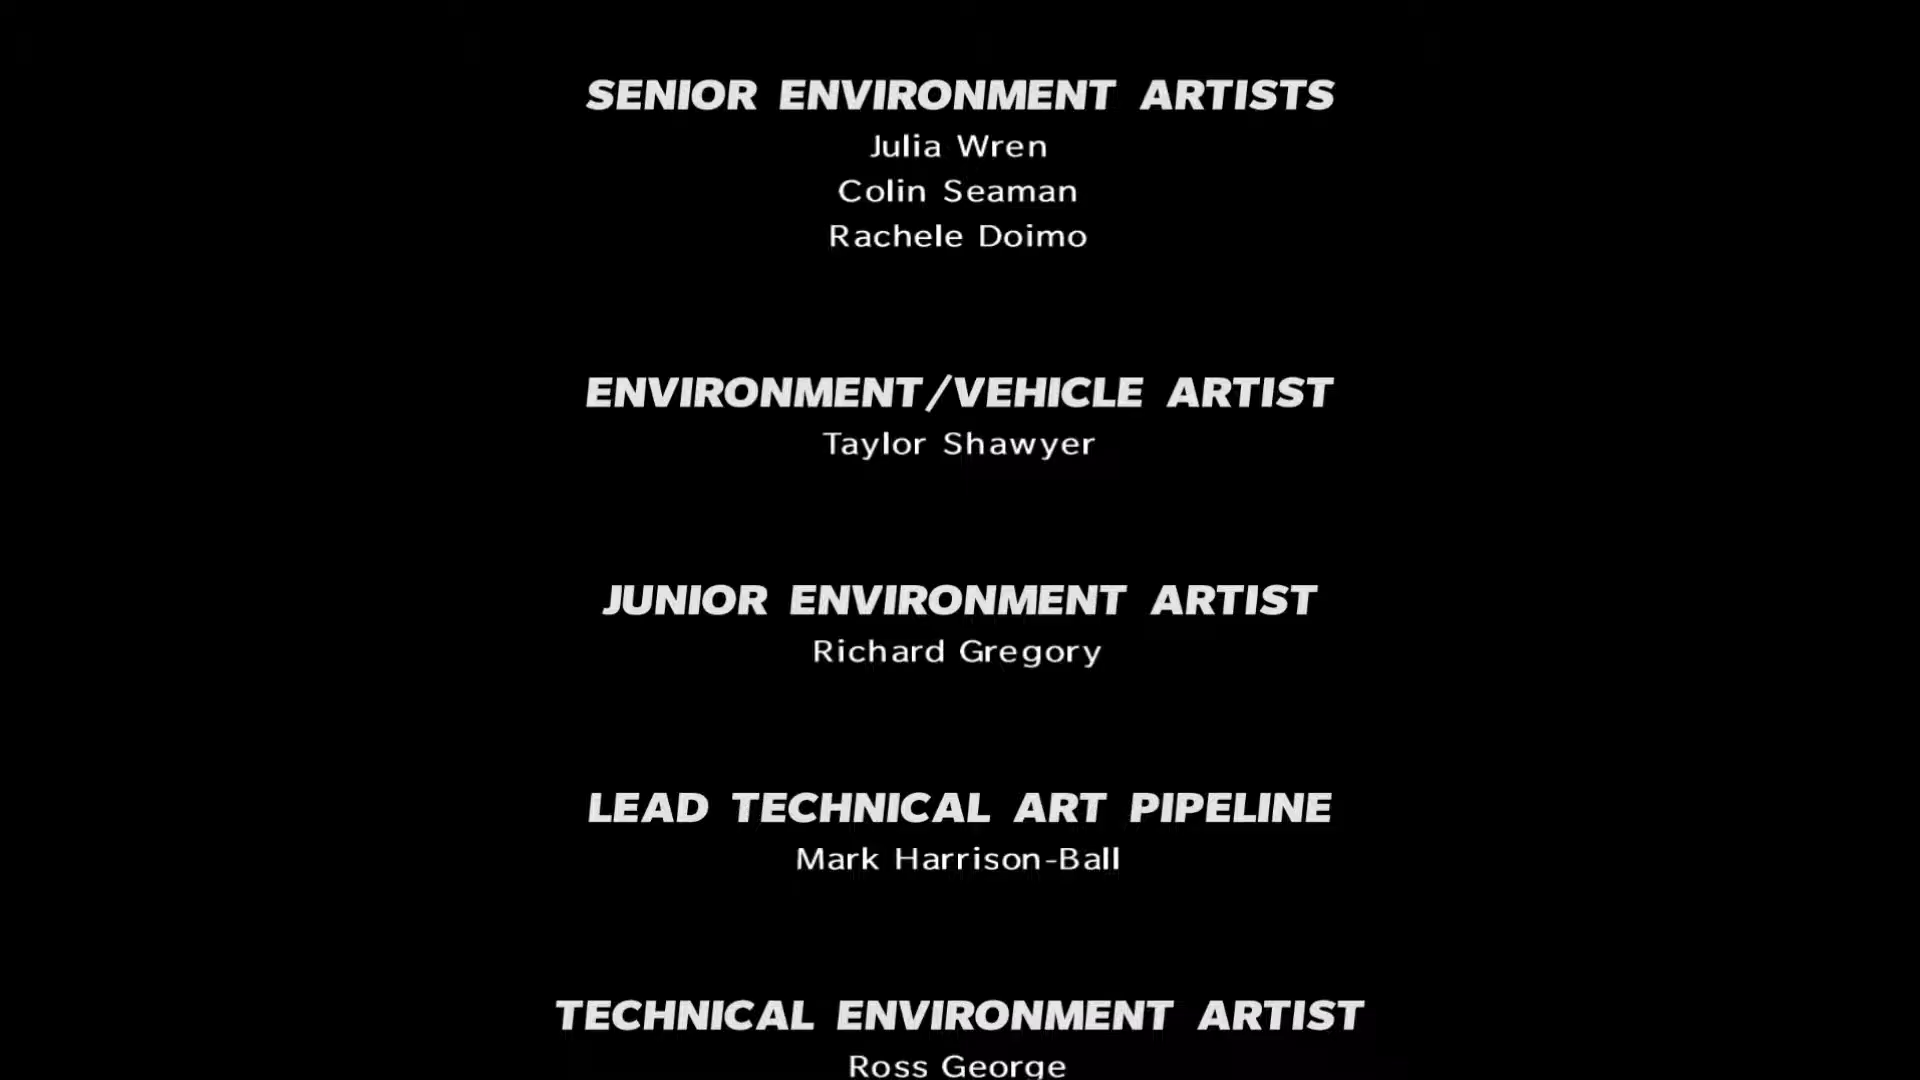 SENIOR ENVIRONMENT ARTISTS
Julia Wren
Colin Seaman
Rachele Doimo
ENVIRONMENT/VEHICLE ARTIST
Taylor Shawyer
JUNIOR ENVIRONMENT ARTIST
Richard Gregory
LEAD TECHNICAL ART PIPELINE
Mark Harrison-Ball
TECHNICAL ENVIRONMENT ARTIST
Ross George